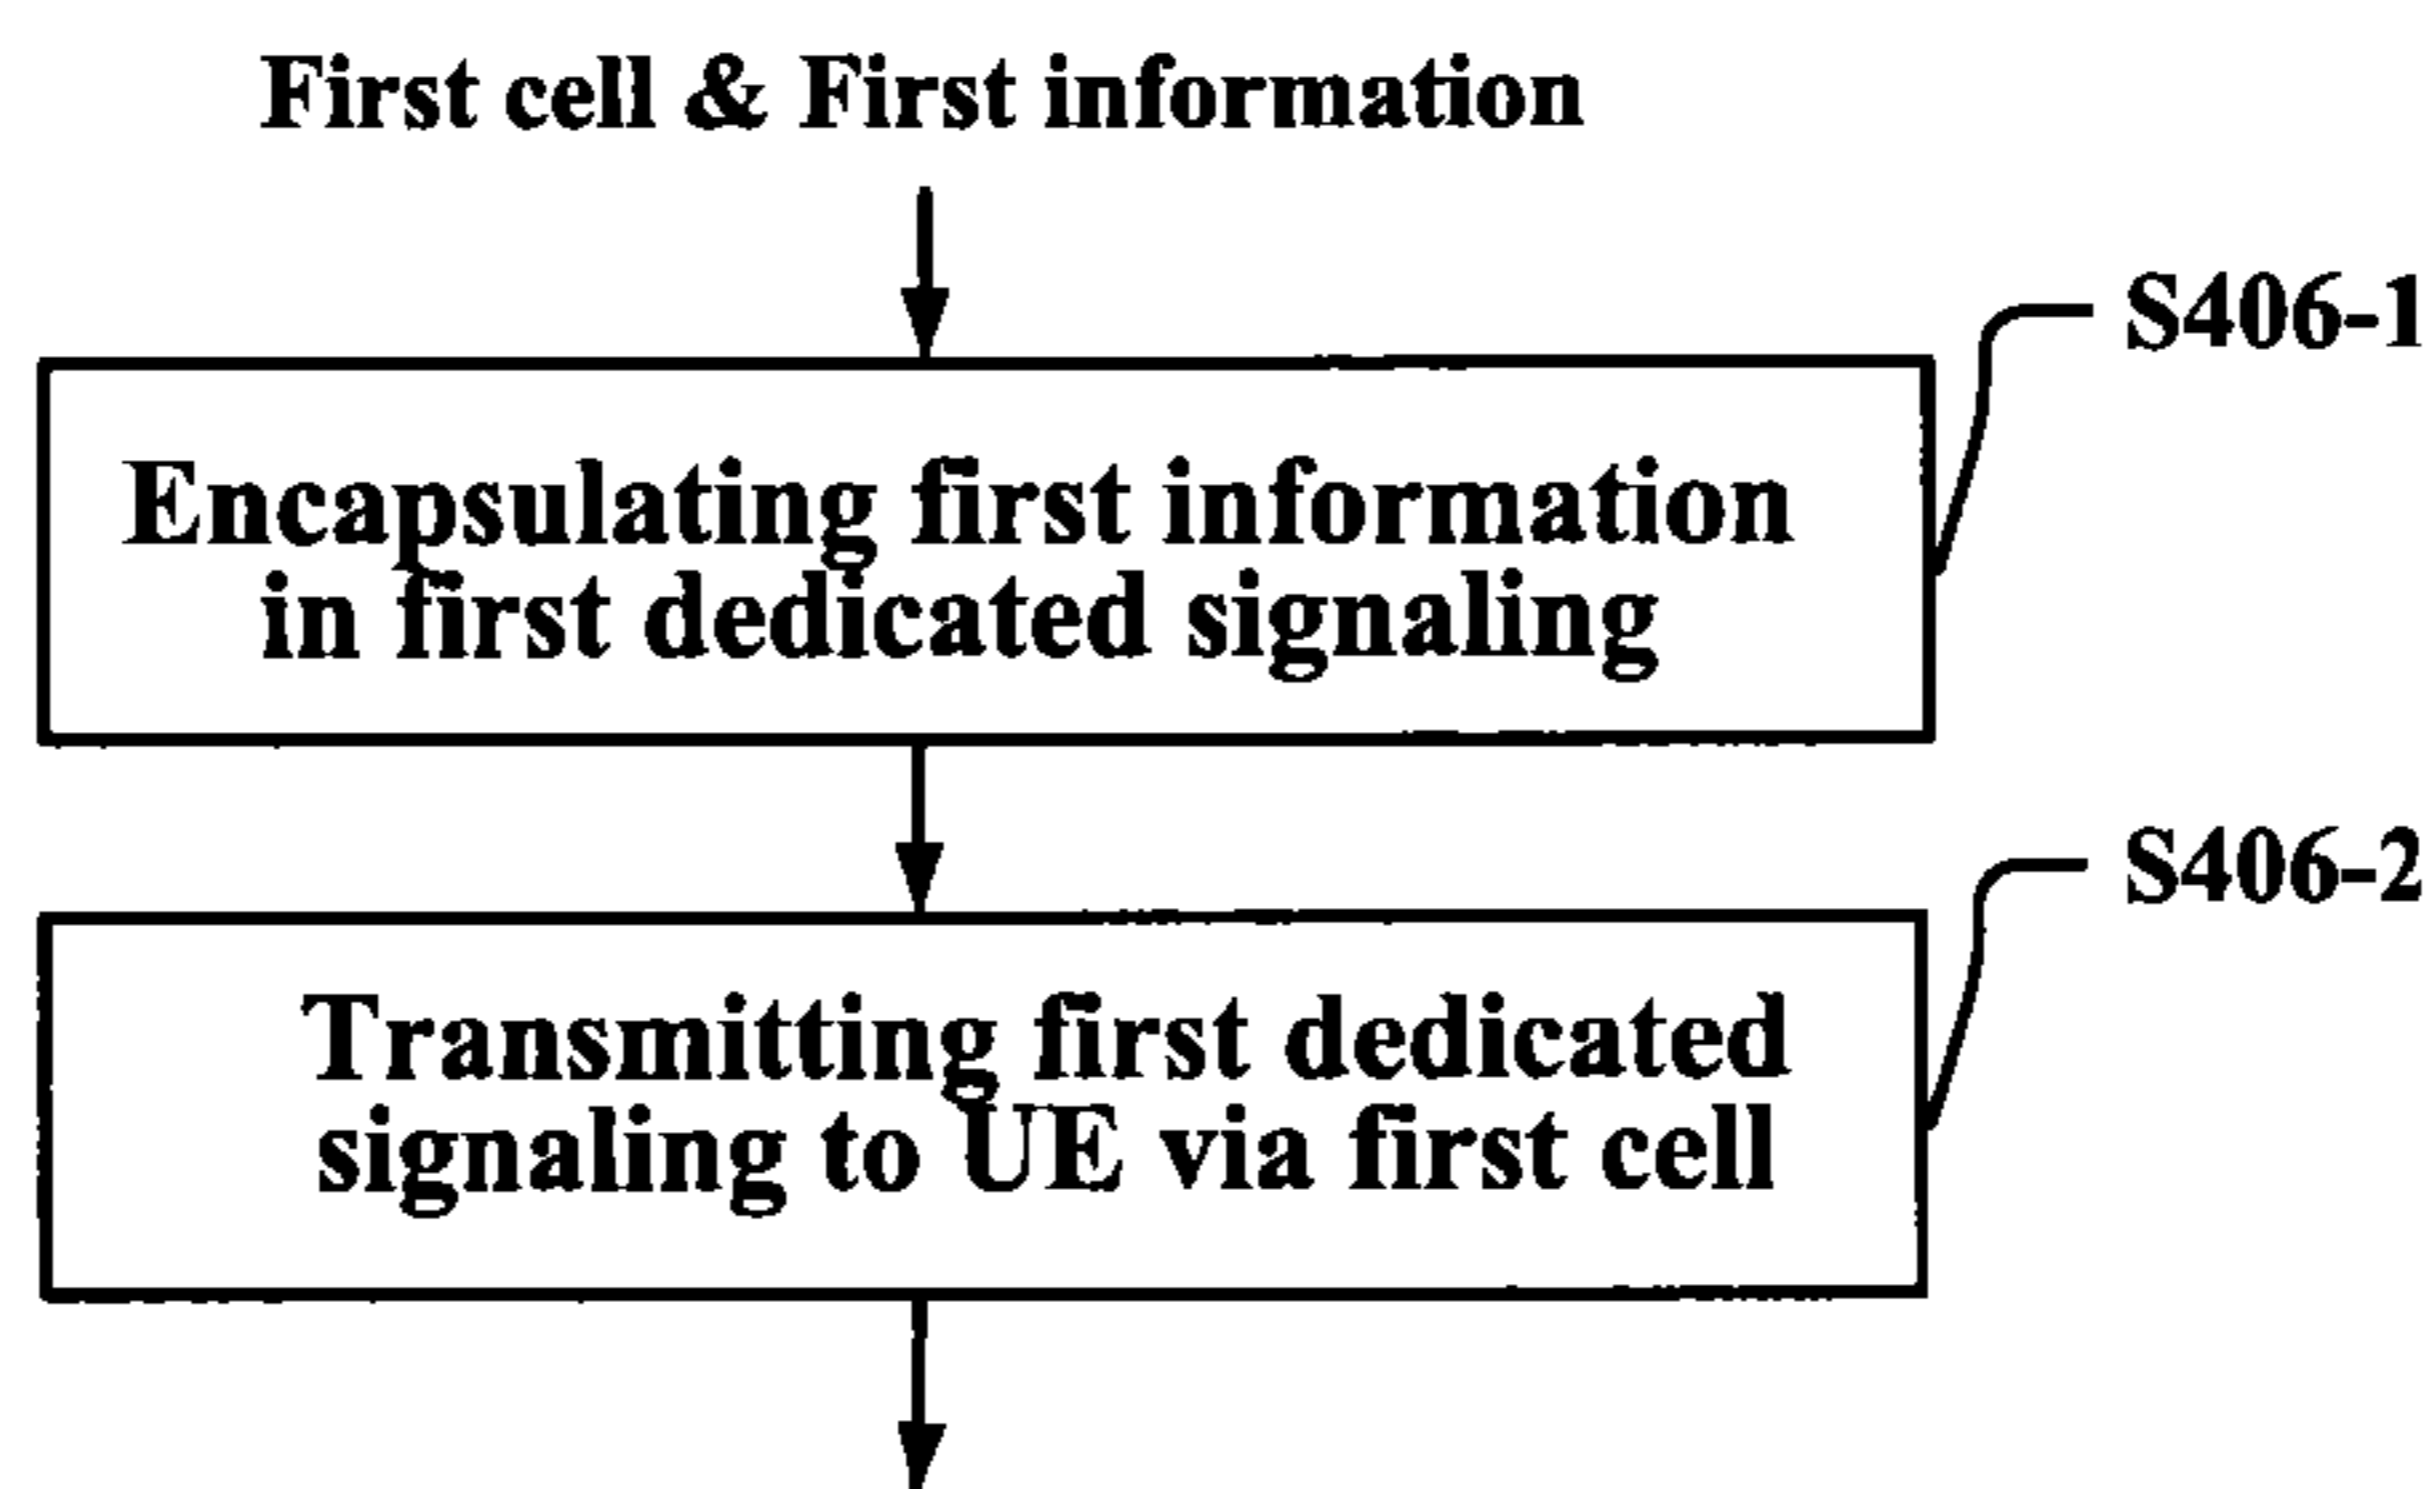 First cell & First information
S406-1
Encapsulating first information
in first dedicated signaling
S406-2
Transmitting first dedicated
signaling to UE via first cell